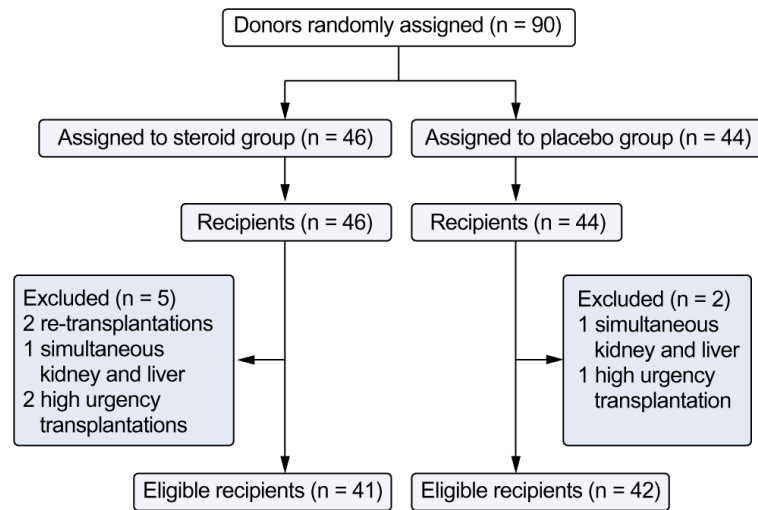 Donors randomly assigned (n = 90)
Assigned to steroid group (n = 46)
Assigned to placebo group (n = 44)
Recipients (n = 46)
Recipients (n = 44)
Excluded (n = 5)
2 re-transplantations
1 simultaneous
kidney and liver
2 high urgency
transplantations
Excluded (n = 2)
1 simultaneous
kidney and liver
1 high urgency
transplantation
Eligible recipients (n = 41)
Eligible recipients (n = 42)